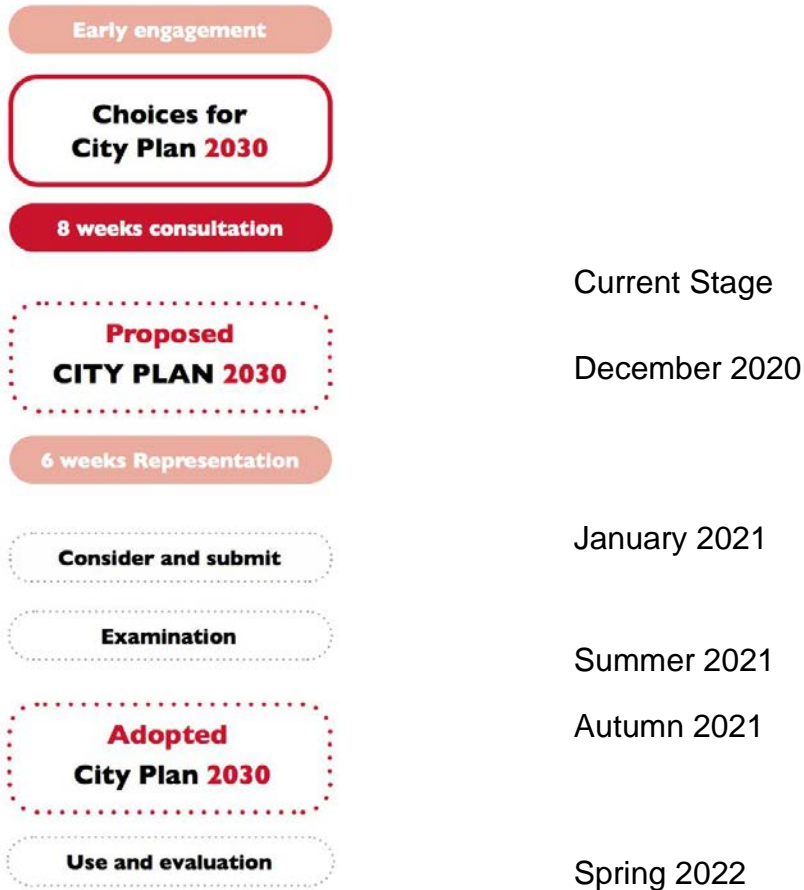 Early engagement
Choices for
City Plan 2030
8 weeks consultation
Current Stage
Proposed
CITY PLAN 2030
December 2020
6 weeks Representation
January 2021
Consider and submit
Examination
Summer 2021
Autumn 2021
Adopted
City Plan 2030
Use and evaluation
Spring 2022